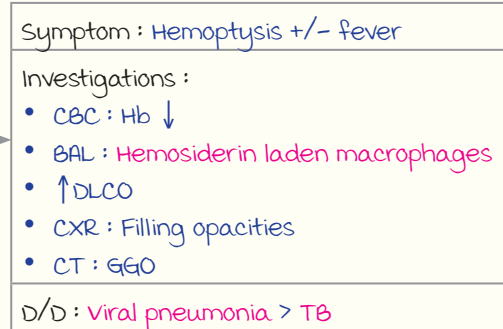 Symptom : Hemoptysis +/- fever
Investigations :
• CBC : Hb ↓
• BAL : Hemosiderin laden macrophages
• ↑DLCO
• CXR : Filling opacities
• CT : GGO
D/D : Viral pneumonia > TB